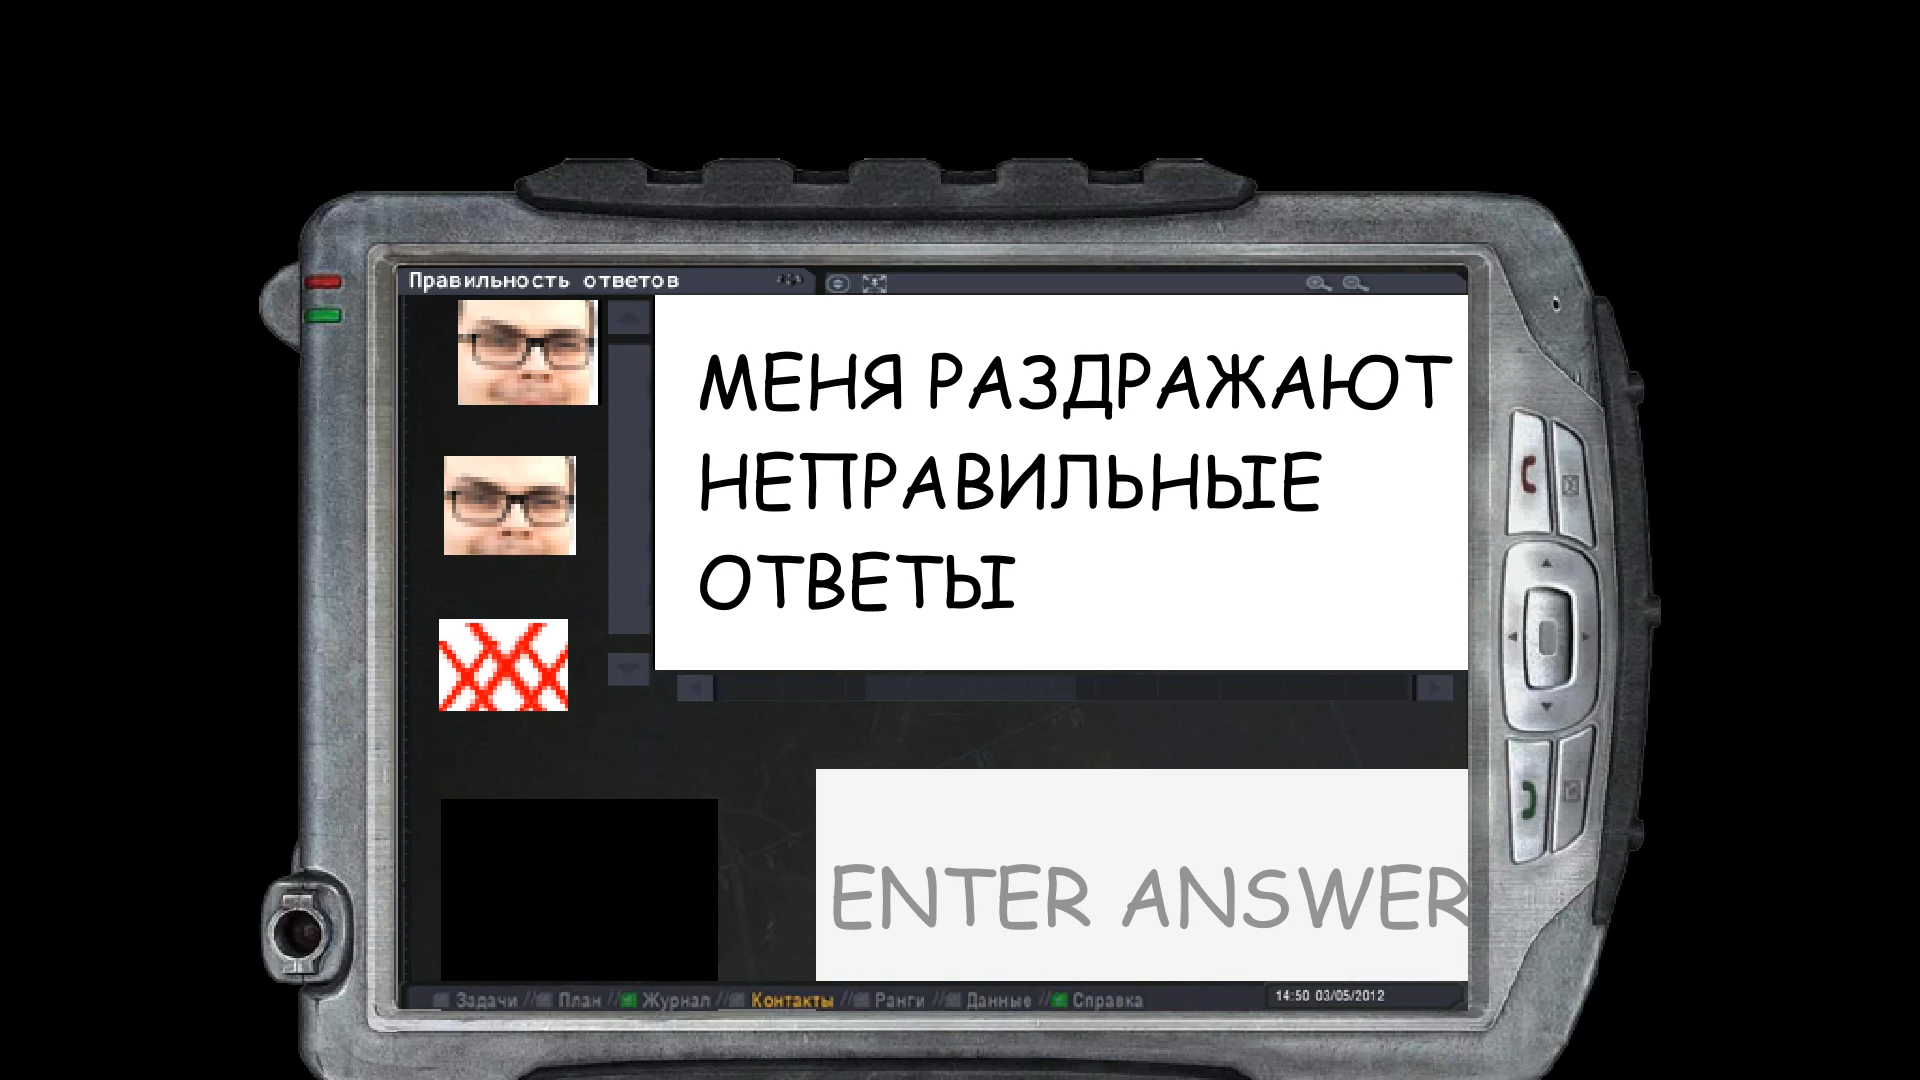 Правильность ответов
МЕНЯ РАЗДРАЖАЮТ
НЕПРАВИЛЬНЫЕ
ОТВЕТЫ
ENTER ANSWER
Задачи // План // Журнал // Контакты // Ранги // Данные // Справка
14:50 03/05/2012